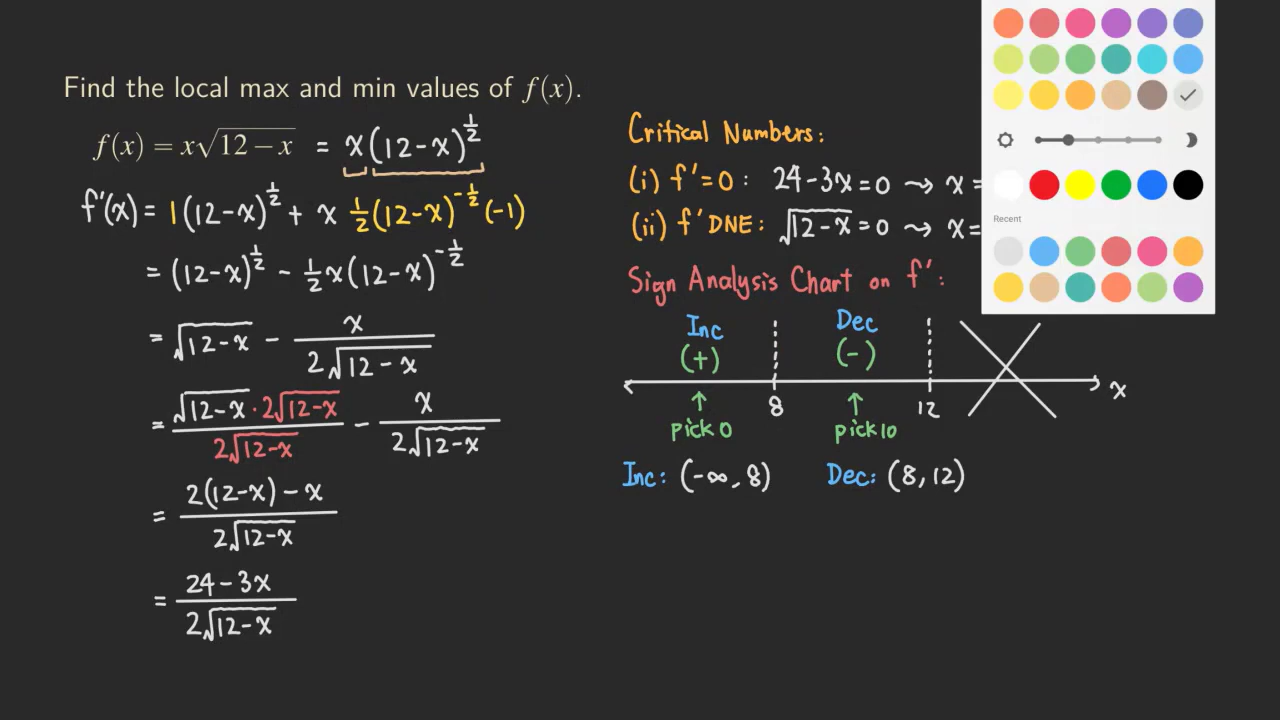 Find the local max and min values of f(x).
f(x) = x√(12 − x) = x(12−x)^{1/2}
f'(x) = 1(12−x)^{1/2} + x 1/2(12−x)^{−1/2}(−1)
= (12−x)^{1/2} − 1/2x(12−x)^{−1/2}
= √(12−x) − x/(2√(12−x))
= (√(12−x) · 2√(12−x))/(2√(12−x)) − x/(2√(12−x))
= (2(12−x) − x)/(2√(12−x))
= (24−3x)/(2√(12−x))
Critical Numbers:
(i) f'=0: 24−3x=0 ⇝ x=
(ii) f' DNE: √(12−x)=0 ⇝ x=
Sign Analysis Chart on f':
Inc Dec
(+) (−)
8 12 x
pick 0 pick 10
Inc: (−∞, 8) Dec: (8, 12)
Recent